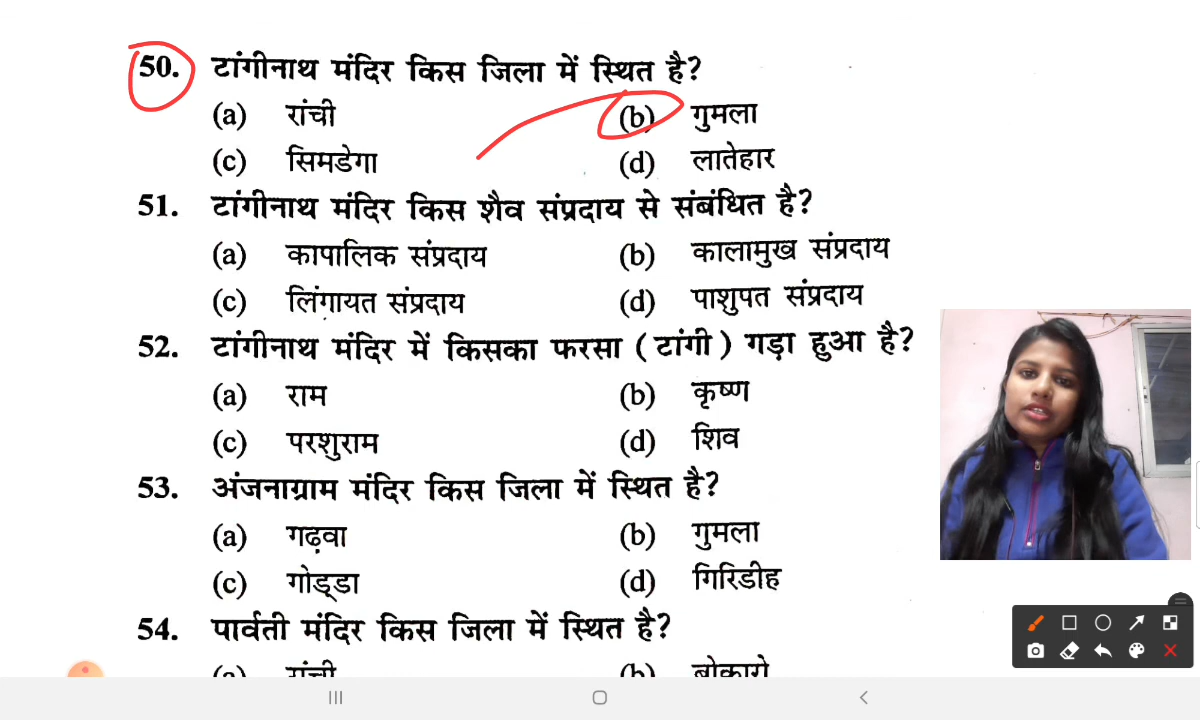 50. टांगीनाथ मंदिर किस जिला में स्थित है?
(a) रांची (b) गुमला
(c) सिमडेगा (d) लातेहार
51. टांगीनाथ मंदिर किस शैव संप्रदाय से संबंधित है?
(a) कापालिक संप्रदाय (b) कालामुख संप्रदाय
(c) लिंगायत संप्रदाय (d) पाशुपत संप्रदाय
52. टांगीनाथ मंदिर में किसका फरसा (टांगी) गड़ा हुआ है?
(a) राम (b) कृष्ण
(c) परशुराम (d) शिव
53. अंजनाग्राम मंदिर किस जिला में स्थित है?
(a) गढ़वा (b) गुमला
(c) गोड्डा (d) गिरिडीह
54. पार्वती मंदिर किस जिला में स्थित है?
(a) रांची (b) बोकारो